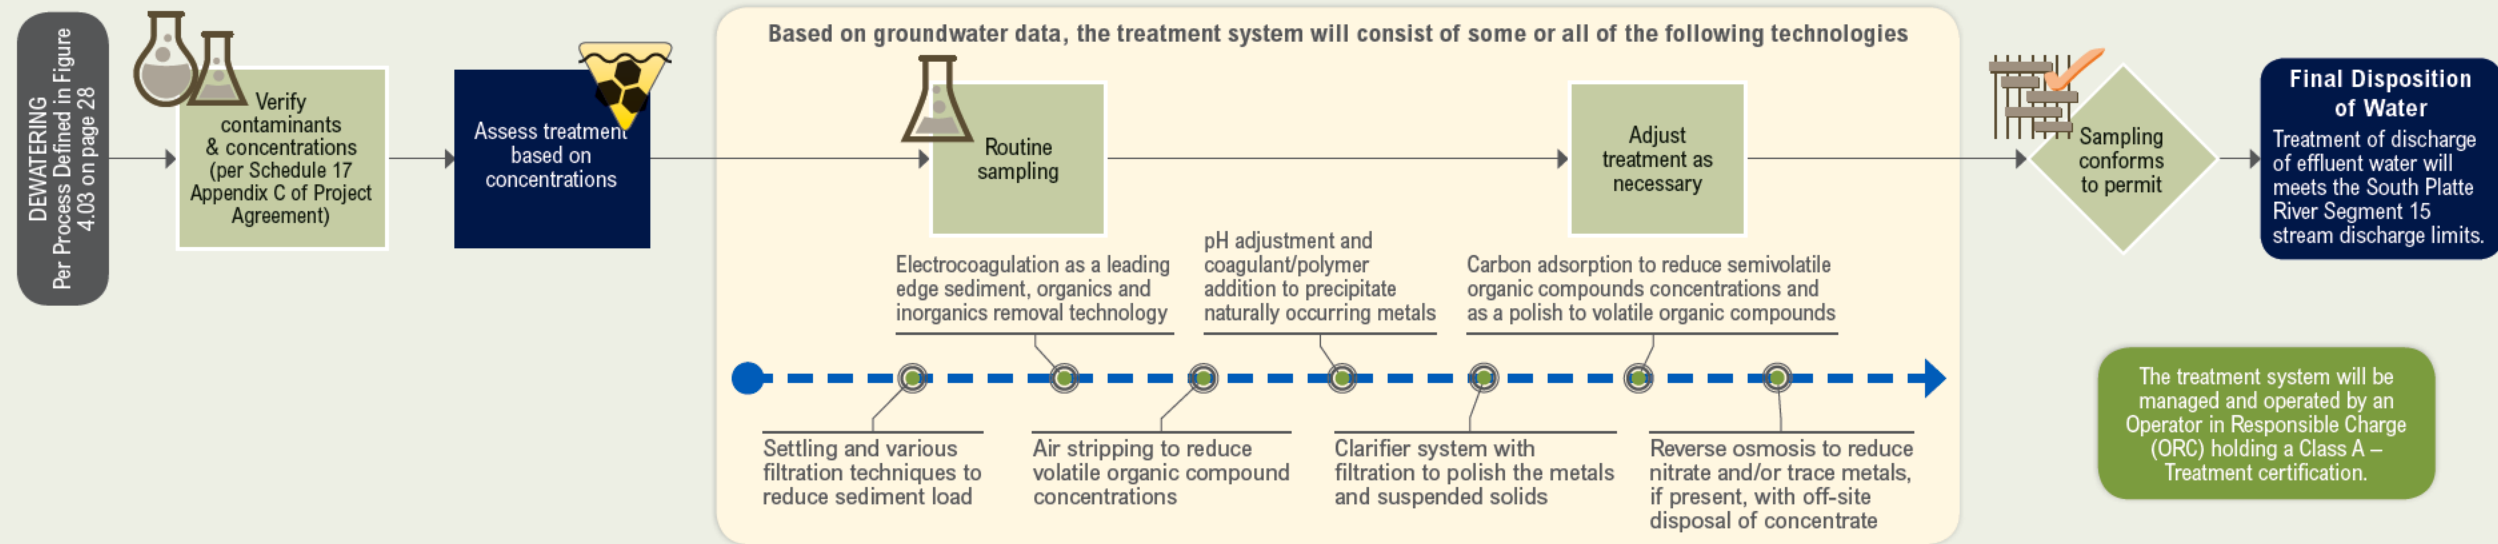 DEWATERING
Per Process Defined in Figure
4.03 on page 28
Verify
contaminants
& concentrations
(per Schedule 17
Appendix C of Project
Agreement)
Assess treatment
based on
concentrations
Based on groundwater data, the treatment system will consist of some or all of the following technologies
Routine
sampling
Adjust
treatment as
necessary
Electrocoagulation as a leading
edge sediment, organics and
inorganics removal technology
pH adjustment and
coagulant/polymer
addition to precipitate
naturally occurring metals
Carbon adsorption to reduce semivolatile
organic compounds concentrations and
as a polish to volatile organic compounds
Settling and various
filtration techniques to
reduce sediment load
Air stripping to reduce
volatile organic compound
concentrations
Clarifier system with
filtration to polish the metals
and suspended solids
Reverse osmosis to reduce
nitrate and/or trace metals,
if present, with off-site
disposal of concentrate
Sampling
conforms
to permit
Final Disposition
of Water
Treatment of discharge
of effluent water will
meets the South Platte
River Segment 15
stream discharge limits.
The treatment system will be
managed and operated by an
Operator in Responsible Charge
(ORC) holding a Class A –
Treatment certification.